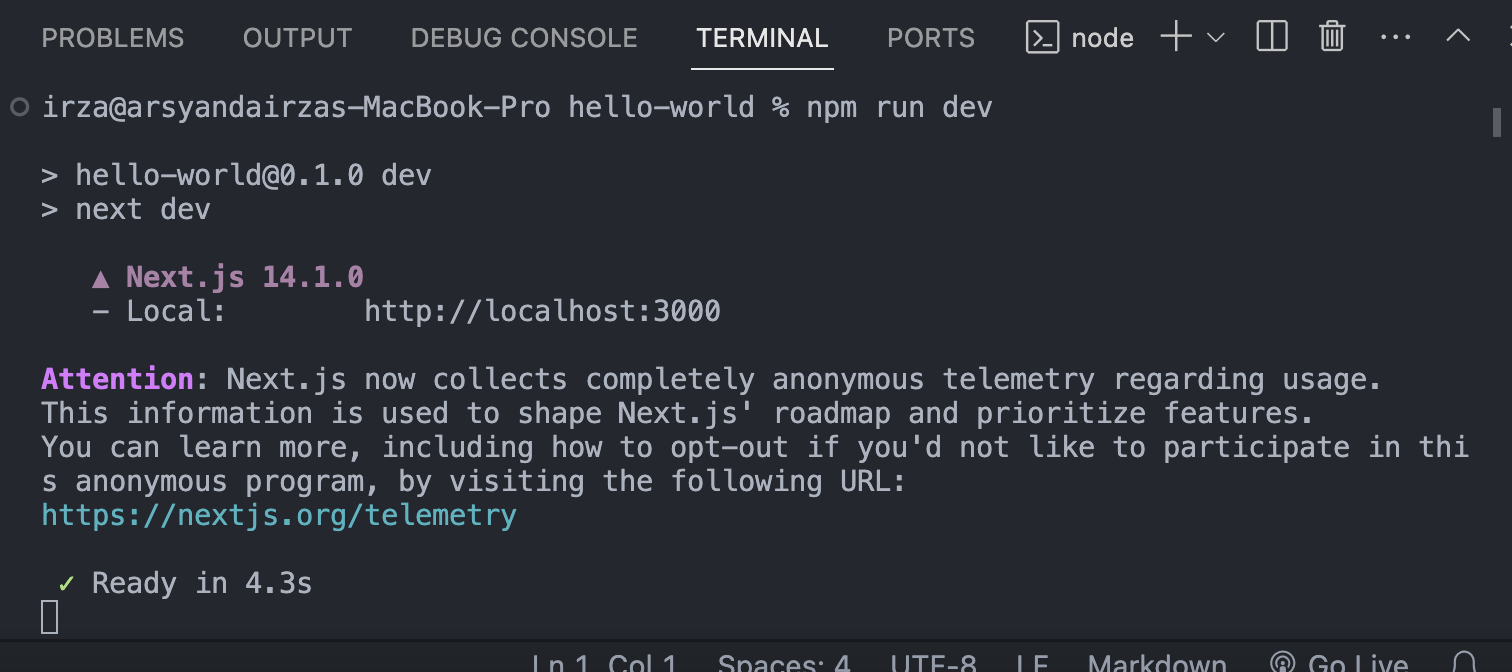 PROBLEMS OUTPUT DEBUG CONSOLE TERMINAL PORTS node
irza@arsyandairzas-MacBook-Pro hello-world % npm run dev
> hello-world@0.1.0 dev
> next dev
▲ Next.js 14.1.0
- Local: http://localhost:3000
Attention: Next.js now collects completely anonymous telemetry regarding usage.
This information is used to shape Next.js' roadmap and prioritize features.
You can learn more, including how to opt-out if you'd not like to participate in thi
s anonymous program, by visiting the following URL:
https://nextjs.org/telemetry
✓ Ready in 4.3s
Ln 1, Col 1 Spaces: 4 UTF-8 LF Markdown Go Live